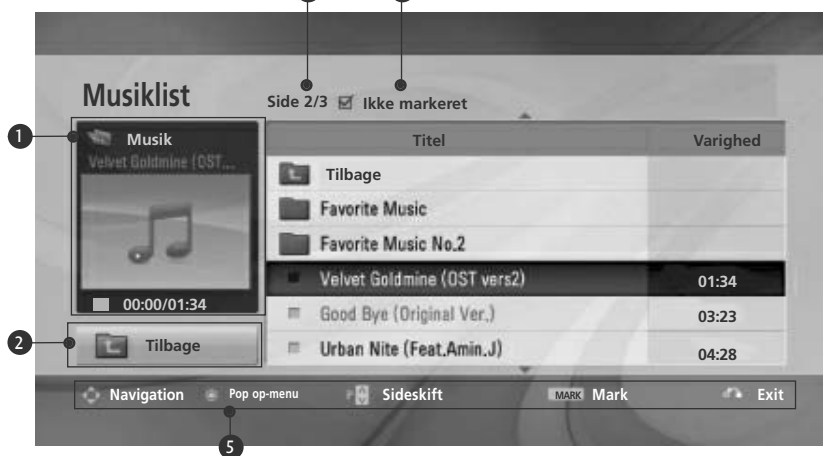 Musiklist
Side 2/3 Ikke markeret
1
Musik
Velvet Goldmine (OST...
00:00/01:34
2
Tilbage
Titel Varighed
Tilbage
Favorite Music
Favorite Music No.2
Velvet Goldmine (OST vers2) 01:34
Good Bye (Original Ver.) 03:23
Urban Nite (Feat.Amin.J) 04:28
Navigation Pop op-menu P Sideskift MARK Mark Exit
5